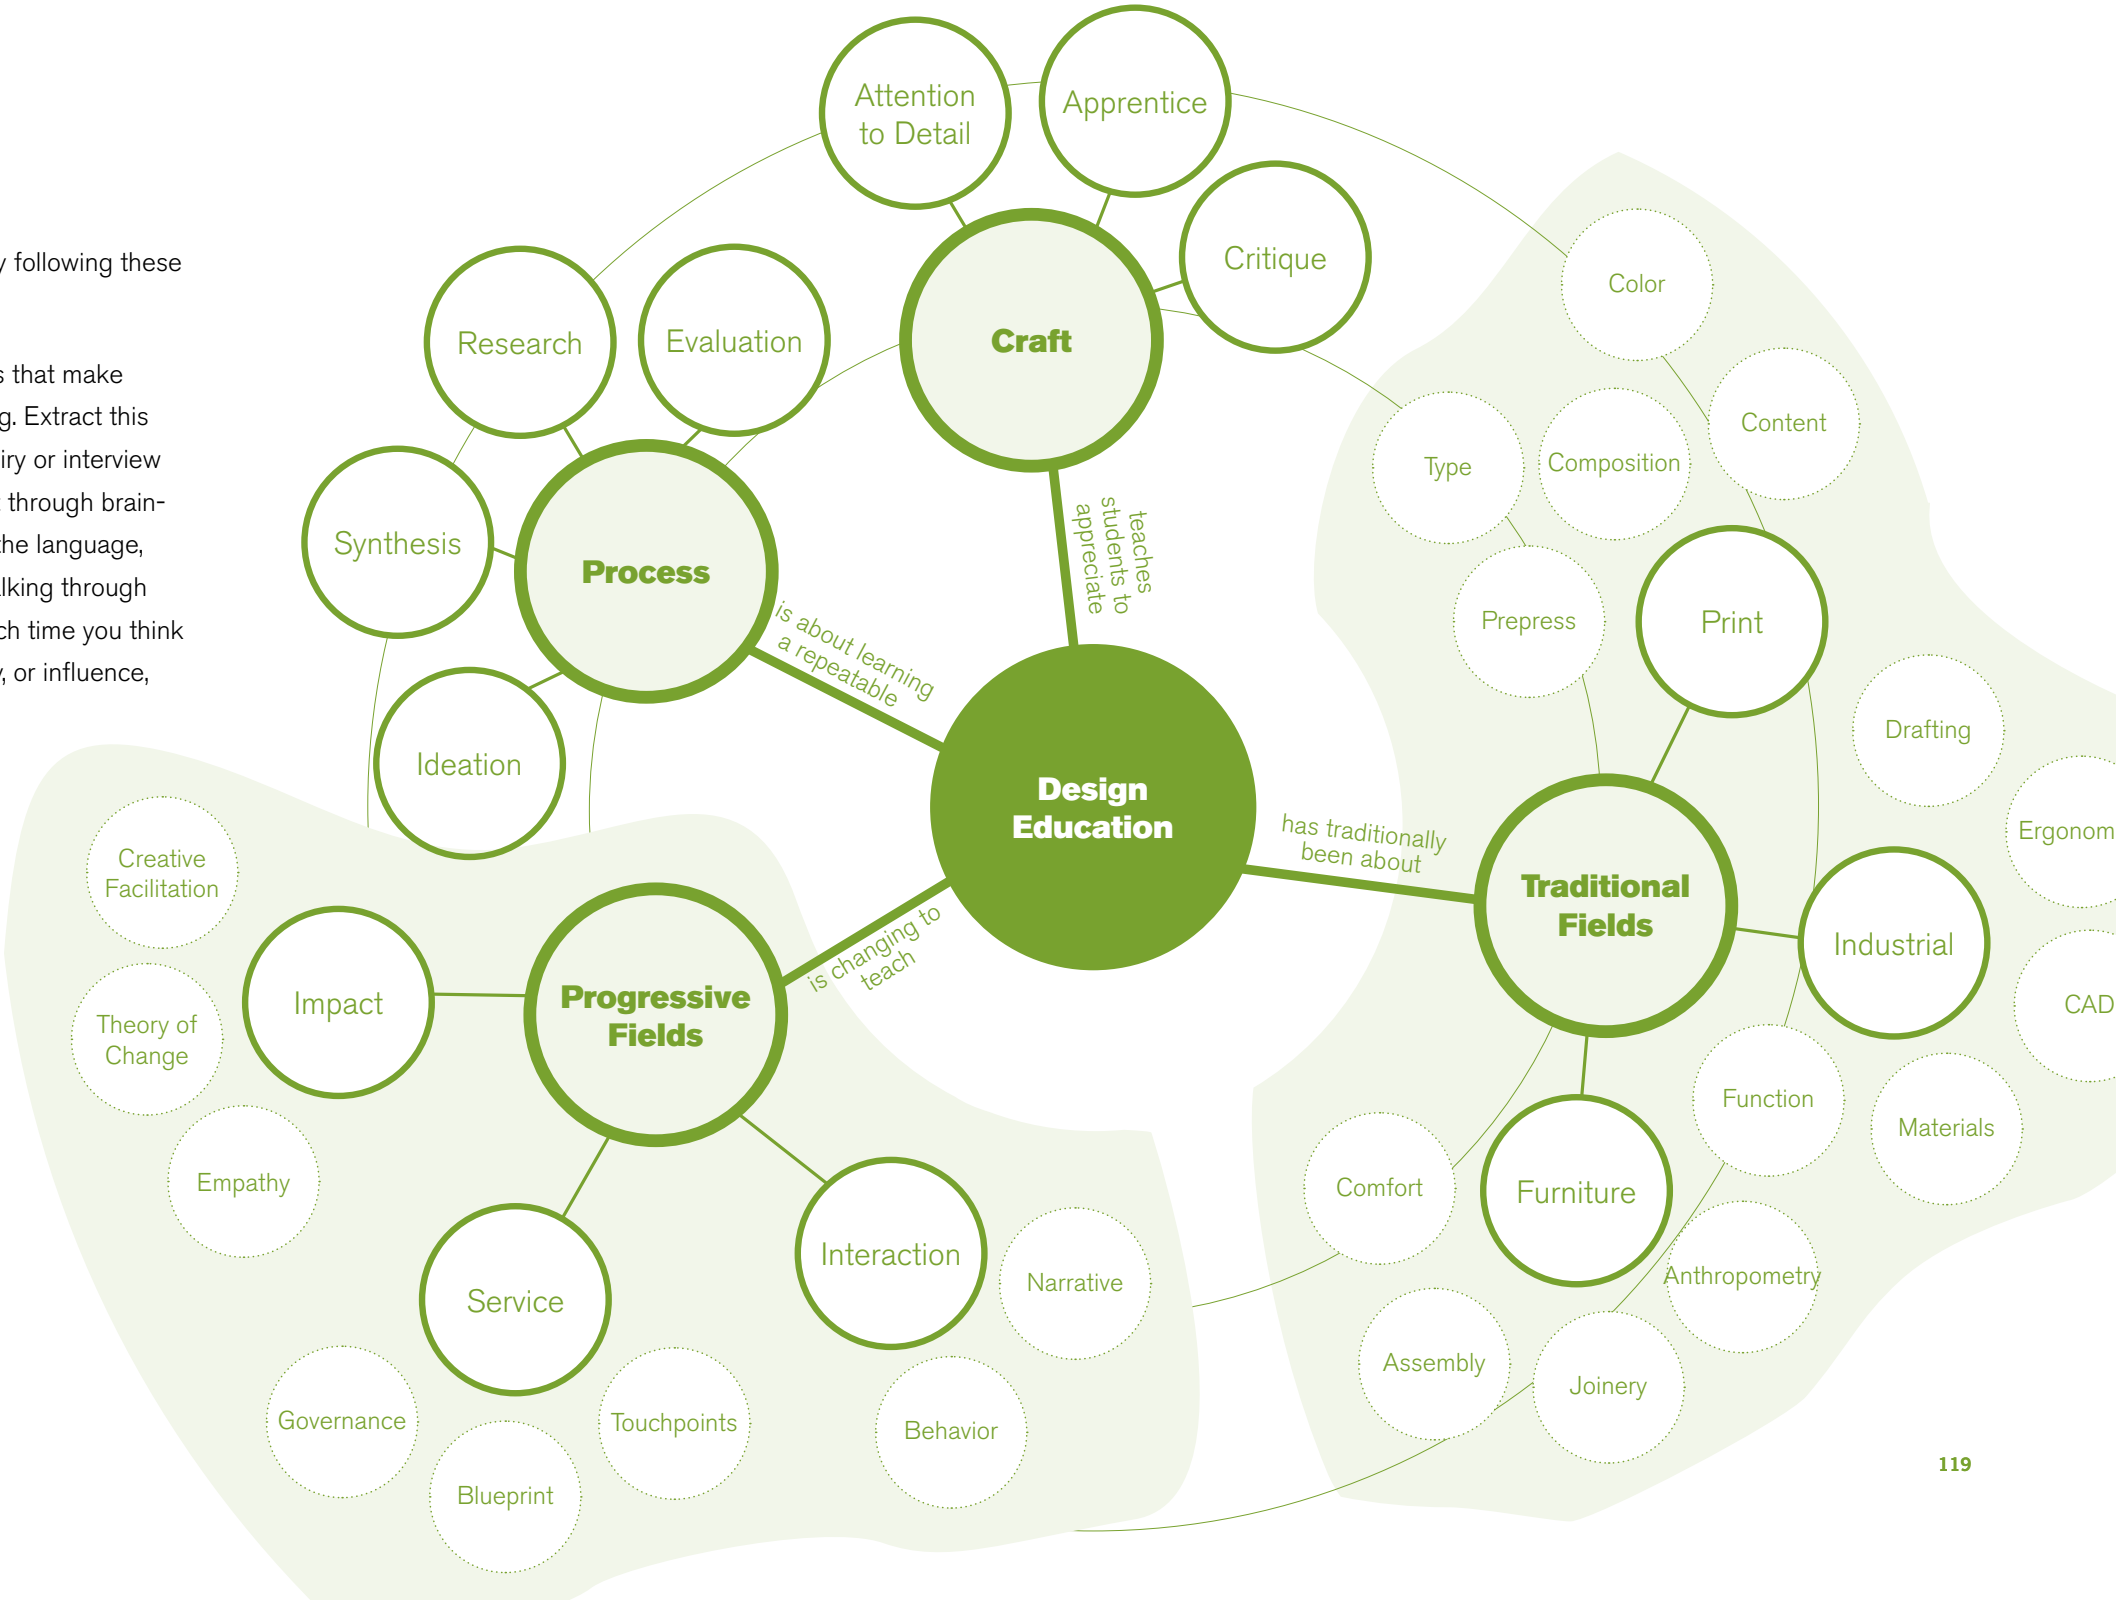 y following these
s that make
g. Extract this
iry or interview
through brain-
the language,
lking through
ch time you think
, or influence,
Attention
to Detail
Apprentice
Critique
Craft
Research
Evaluation
Synthesis
Process
Ideation
teaches
students to
appreciate
is about learning
a repeatable
Design
Education
has traditionally
been about
is changing to
teach
Color
Content
Type
Composition
Prepress
Print
Drafting
Ergonom
Traditional
Fields
Industrial
CAD
Function
Materials
Comfort
Furniture
Anthropometry
Assembly
Joinery
Creative
Facilitation
Impact
Theory of
Change
Empathy
Progressive
Fields
Service
Interaction
Narrative
Governance
Touchpoints
Behavior
Blueprint
119